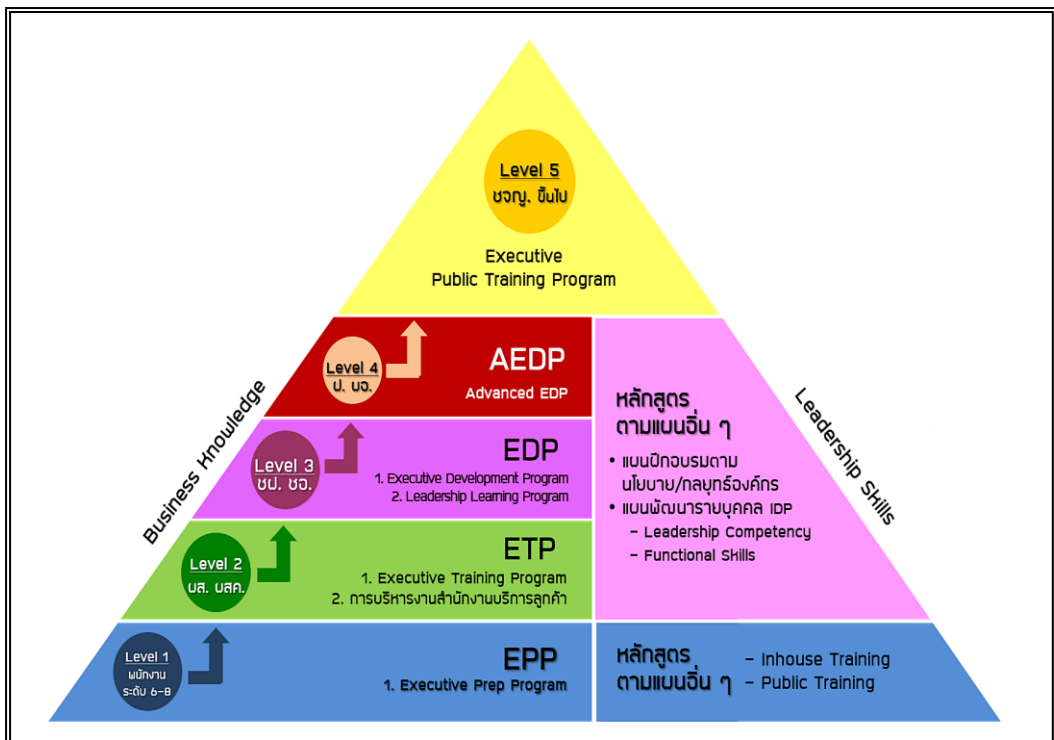 Level 5
ชจญ. ขึ้นไป
Executive
Public Training Program
Business Knowledge
Leadership Skills
Level 4
ป. ผอ.
AEDP
Advanced EDP
Level 3
ชฝ. ชอ.
EDP
1. Executive Development Program
2. Leadership Learning Program
Level 2
ผส. ผสค.
ETP
1. Executive Training Program
2. การบริหารงานสำนักงานบริการลูกค้า
หลักสูตร
ตามแผนอื่น ๆ
• แผนฝึกอบรมตาม
นโยบาย/กลยุทธ์องค์กร
• แผนพัฒนารายบุคคล IDP
– Leadership Competency
– Functional Skills
Level 1
พนักงาน
ระดับ 6-8
EPP
1. Executive Prep Program
หลักสูตร
ตามแผนอื่น ๆ
– Inhouse Training
– Public Training